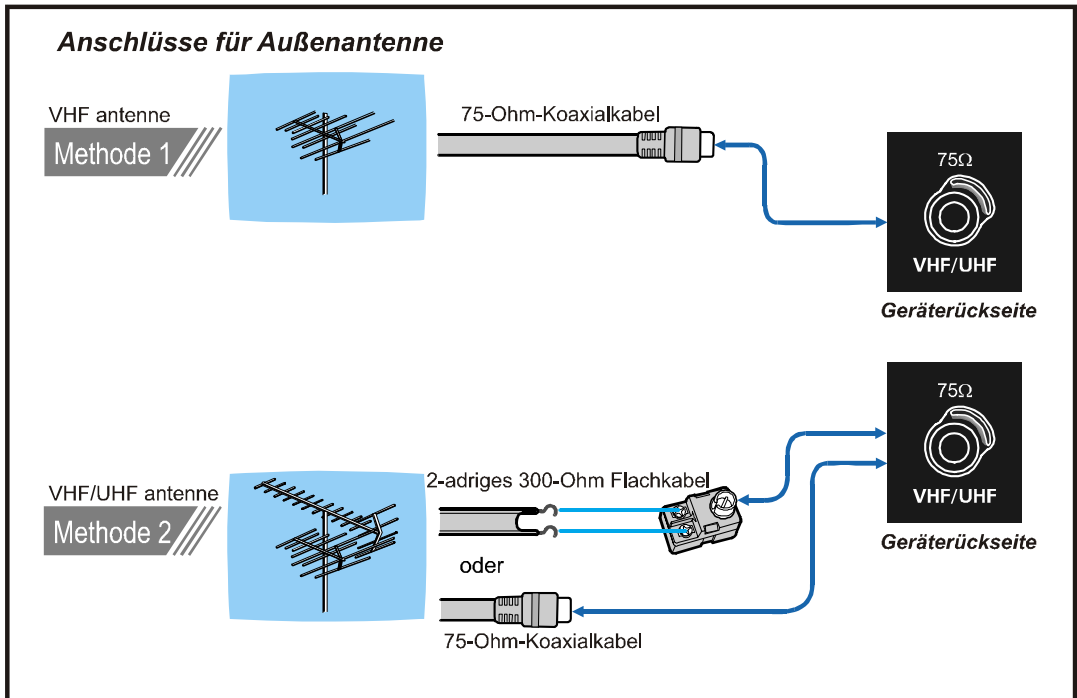 Anschlüsse für Außenantenne
VHF antenne
Methode 1
75-Ohm-Koaxialkabel
75Ω
VHF/UHF
Geräterückseite
VHF/UHF antenne
Methode 2
2-adriges 300-Ohm Flachkabel
oder
75-Ohm-Koaxialkabel
75Ω
VHF/UHF
Geräterückseite